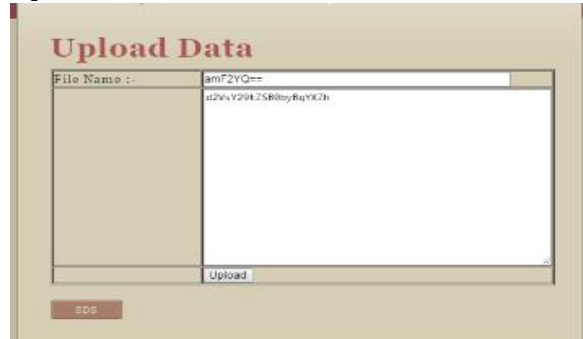 Upload Data
File Name :-
amF2YQ==
d2VsY29tZSB0byBqYXZh
Upload
SDS